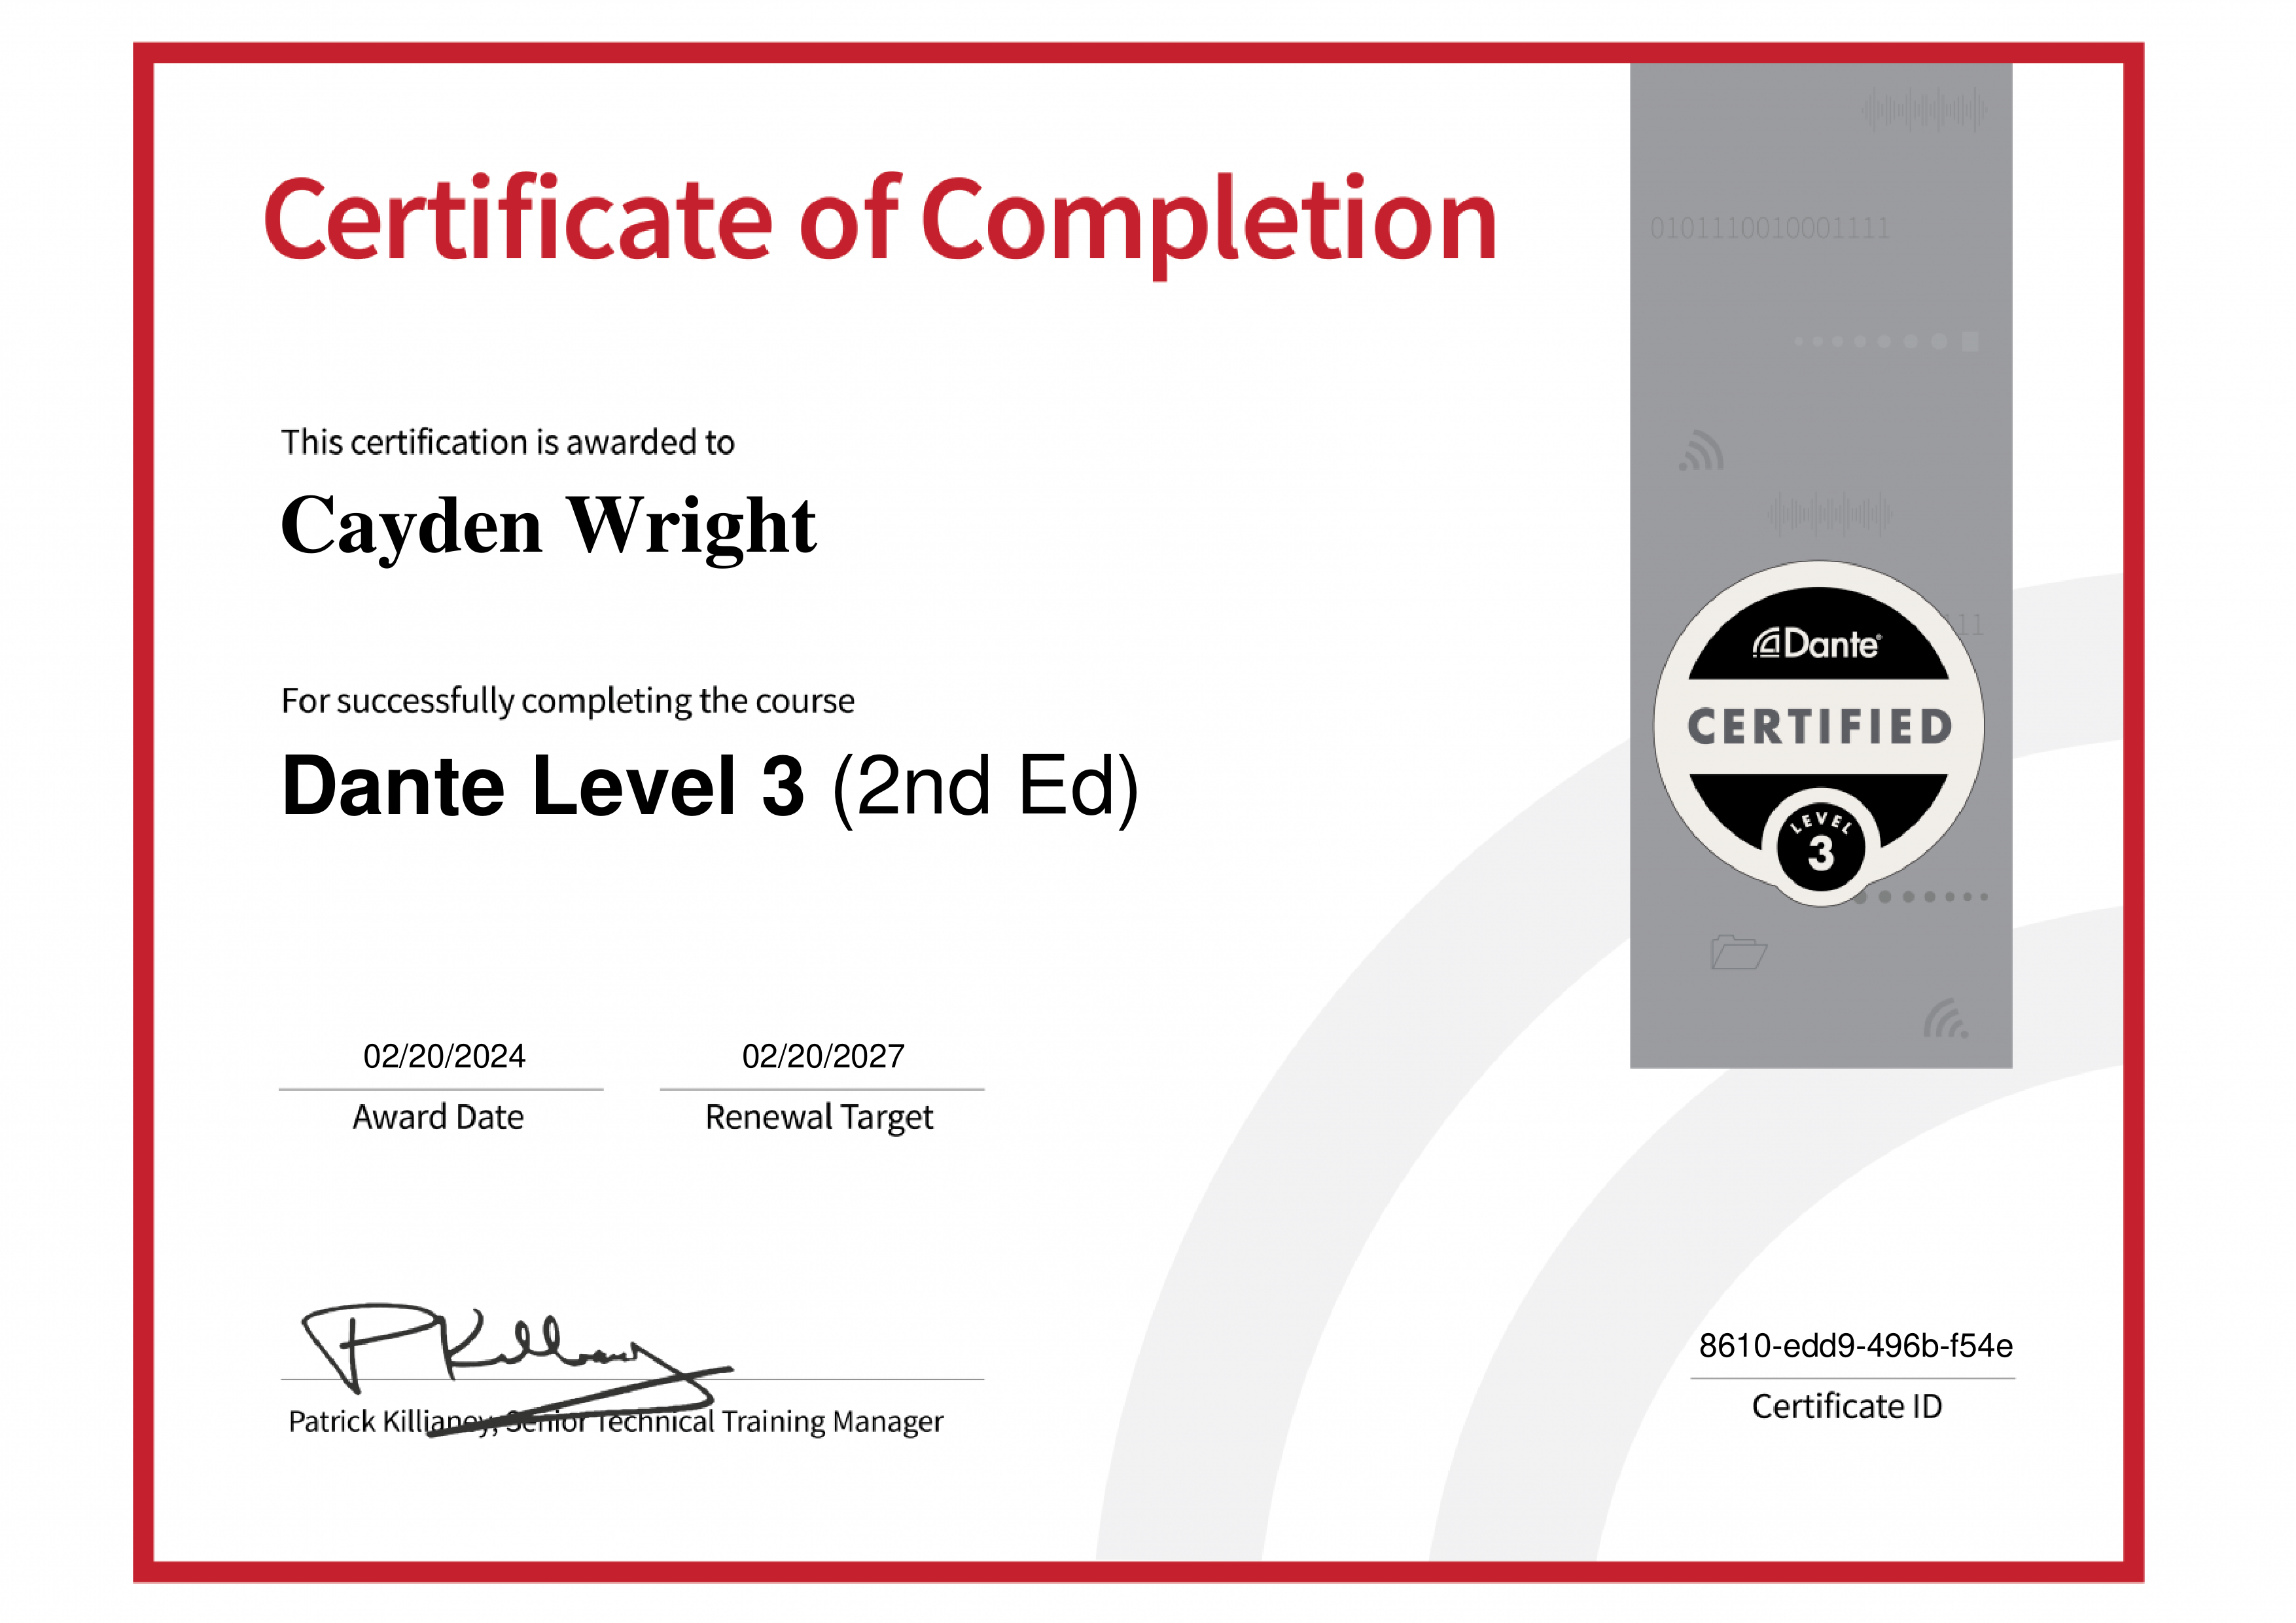 Certificate of Completion
0101110010001111
This certification is awarded to
Cayden Wright
111
Dante®
CERTIFIED
LEVEL
3
For successfully completing the course
Dante Level 3 (2nd Ed)
02/20/2024
02/20/2027
Award Date
Renewal Target
PKillianey
Patrick Killianey, Senior Technical Training Manager
8610-edd9-496b-f54e
Certificate ID